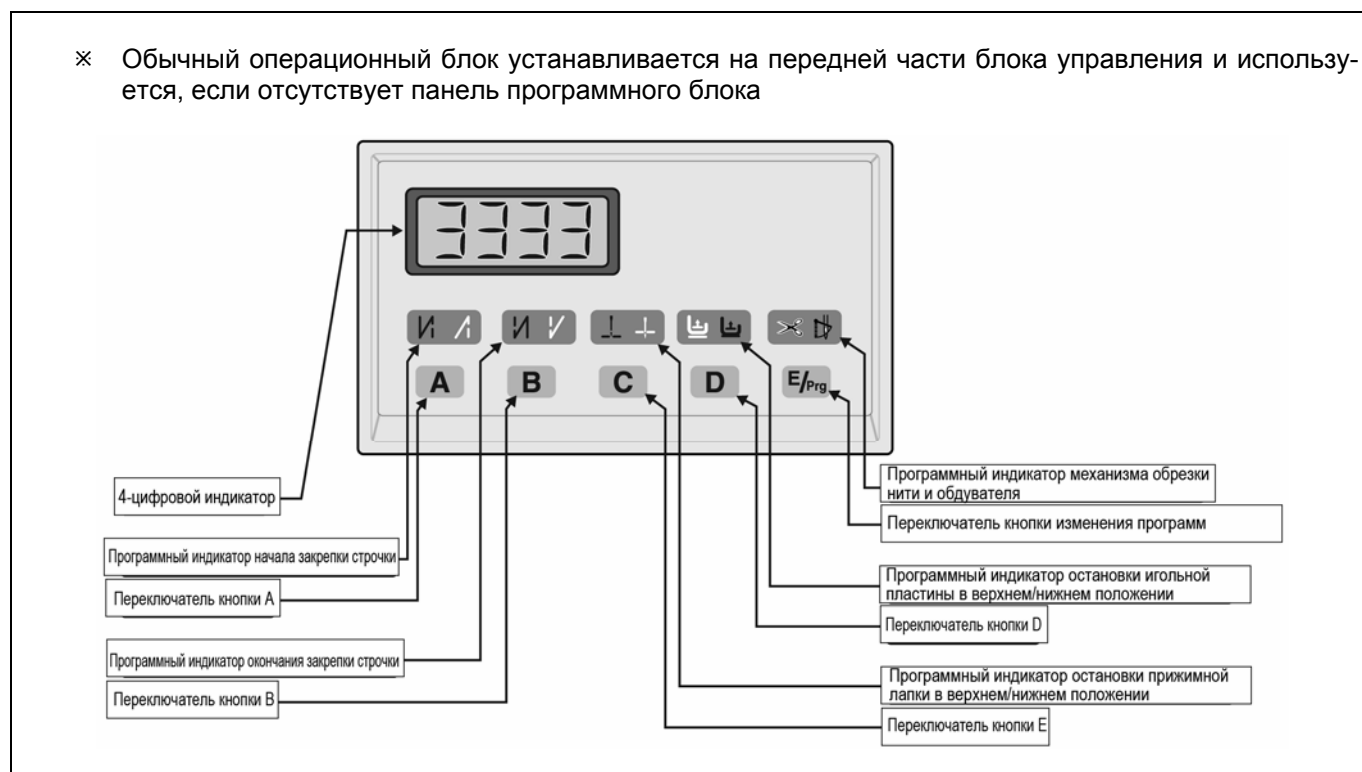 ※ Обычный операционный блок устанавливается на передней части блока управления и использу-
ется, если отсутствует панель программного блока
3333
A B C D E/Prg
4-цифровой индикатор
Программный индикатор начала закрепки строчки
Переключатель кнопки A
Программный индикатор окончания закрепки строчки
Переключатель кнопки B
Программный индикатор механизма обрезки
нити и обдувателя
Переключатель кнопки изменения программ
Программный индикатор остановки игольной
пластины в верхнем/нижнем положении
Переключатель кнопки D
Программный индикатор остановки прижимной
лапки в верхнем/нижнем положении
Переключатель кнопки E